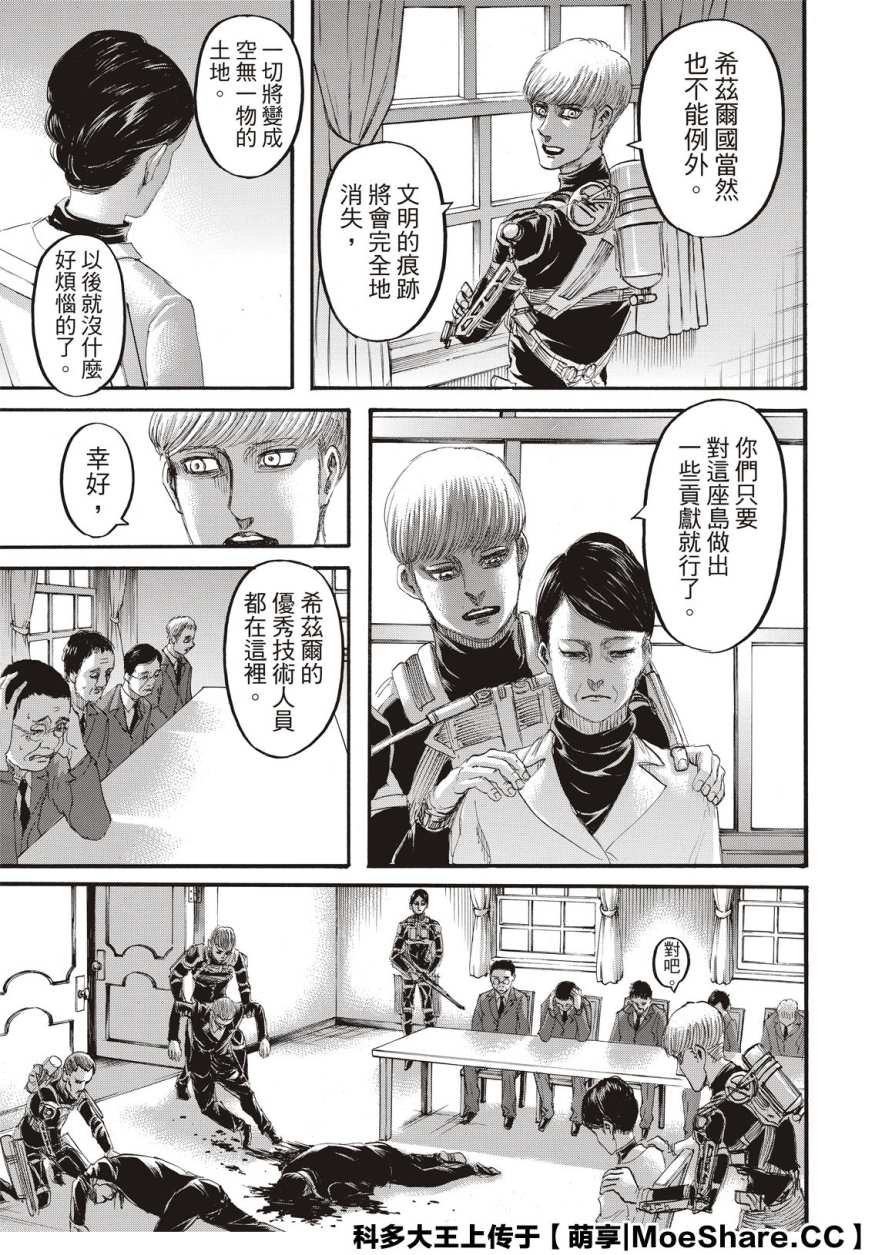 希茲爾國當然
也不能例外。
文明的痕跡
將會完全地
消失，
一切將變成
空無一物的
土地。
以後就沒什麼
好煩惱的了。
你們只要
對這座島做出
一些貢獻就行了。
幸好，
希茲爾的
優秀技術人員
都在這裡。
對吧。
科多大王上传于【萌享|MoeShare.CC】